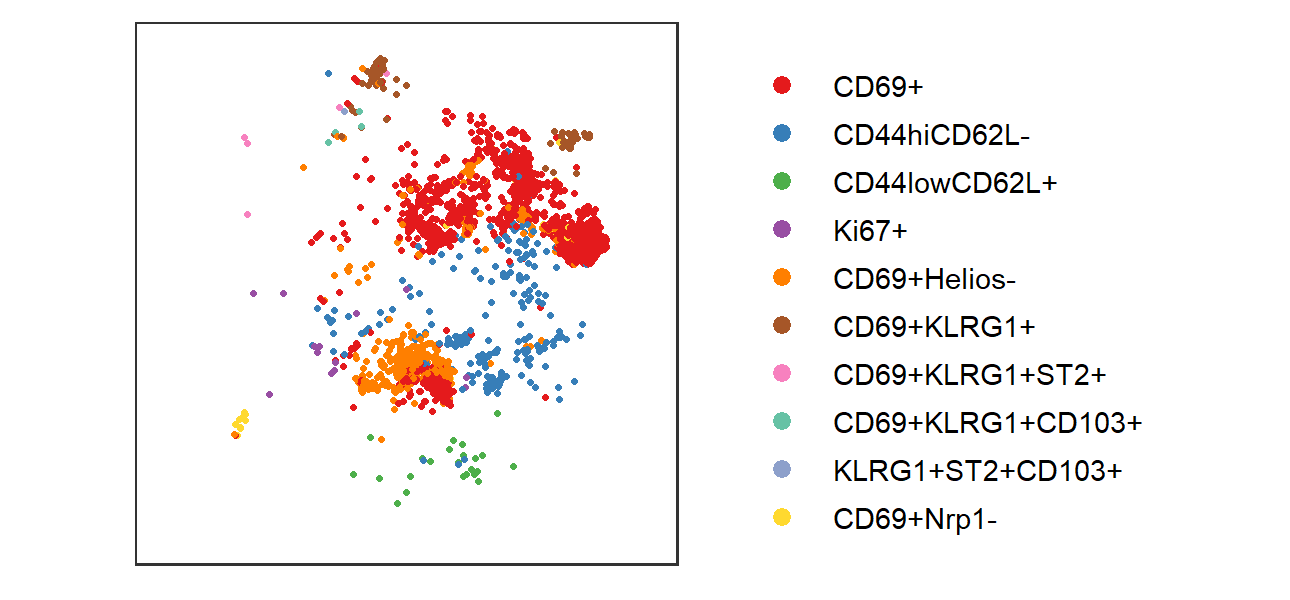 CD69+
CD44hiCD62L-
CD44lowCD62L+
Ki67+
CD69+Helios-
CD69+KLRG1+
CD69+KLRG1+ST2+
CD69+KLRG1+CD103+
KLRG1+ST2+CD103+
CD69+Nrp1-